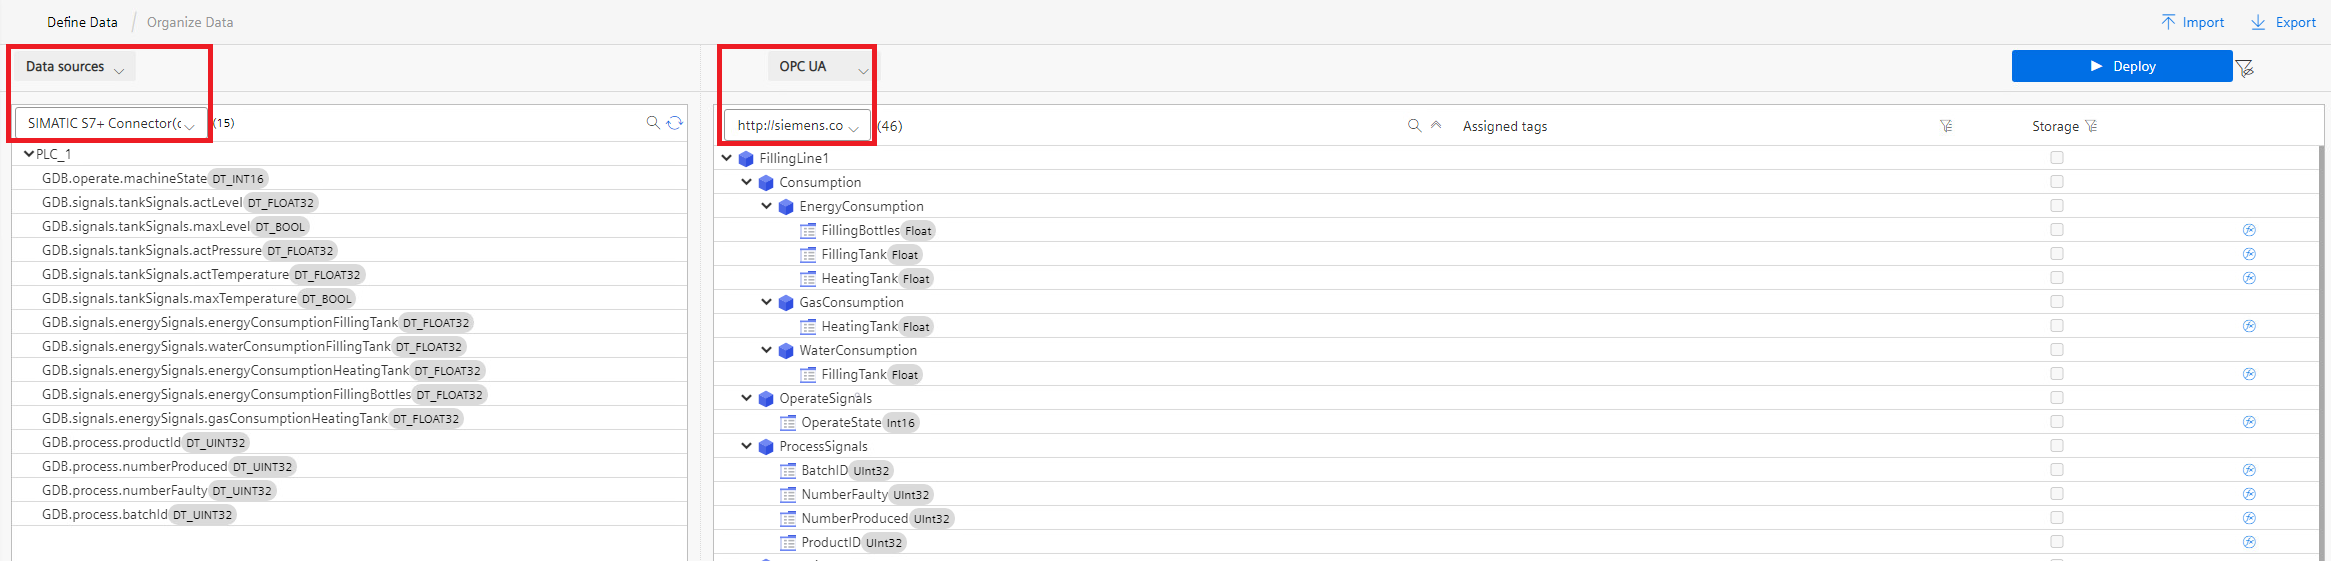 Define Data / Organize Data
Import Export
Data sources
OPC UA
Deploy
SIMATIC S7+ Connector(c (15)
http://siemens.co (46)
Assigned tags
Storage
PLC_1
GDB.operate.machineState DT_INT16
GDB.signals.tankSignals.actLevel DT_FLOAT32
GDB.signals.tankSignals.maxLevel DT_BOOL
GDB.signals.tankSignals.actPressure DT_FLOAT32
GDB.signals.tankSignals.actTemperature DT_FLOAT32
GDB.signals.tankSignals.maxTemperature DT_BOOL
GDB.signals.energySignals.energyConsumptionFillingTank DT_FLOAT32
GDB.signals.energySignals.waterConsumptionFillingTank DT_FLOAT32
GDB.signals.energySignals.energyConsumptionHeatingTank DT_FLOAT32
GDB.signals.energySignals.energyConsumptionFillingBottles DT_FLOAT32
GDB.signals.energySignals.gasConsumptionHeatingTank DT_FLOAT32
GDB.process.productId DT_UINT32
GDB.process.numberProduced DT_UINT32
GDB.process.numberFaulty DT_UINT32
GDB.process.batchId DT_UINT32
FillingLine1
Consumption
EnergyConsumption
FillingBottles Float
FillingTank Float
HeatingTank Float
GasConsumption
HeatingTank Float
WaterConsumption
FillingTank Float
OperateSignals
OperateState Int16
ProcessSignals
BatchID UInt32
NumberFaulty UInt32
NumberProduced UInt32
ProductID UInt32